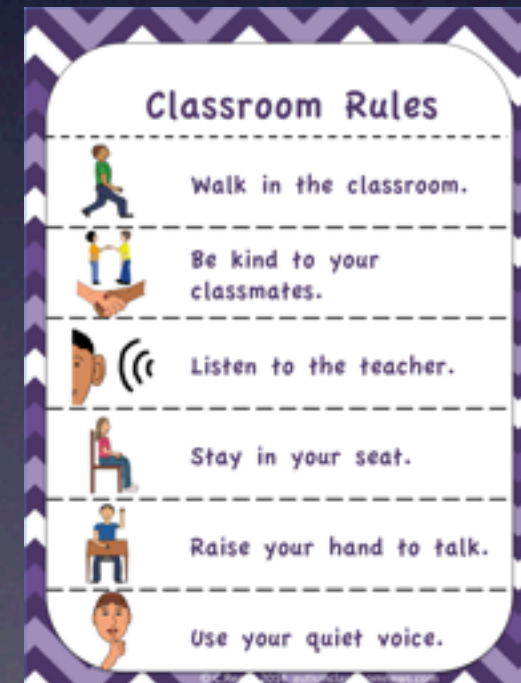 Classroom Rules
Walk in the classroom.
Be kind to your
classmates.
Listen to the teacher.
Stay in your seat.
Raise your hand to talk.
Use your quiet voice.